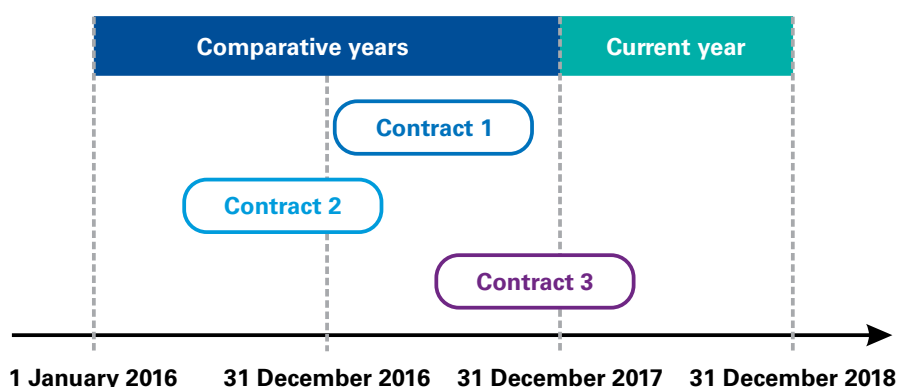 Comparative years
Current year
Contract 1
Contract 2
Contract 3
1 January 2016
31 December 2016
31 December 2017
31 December 2018